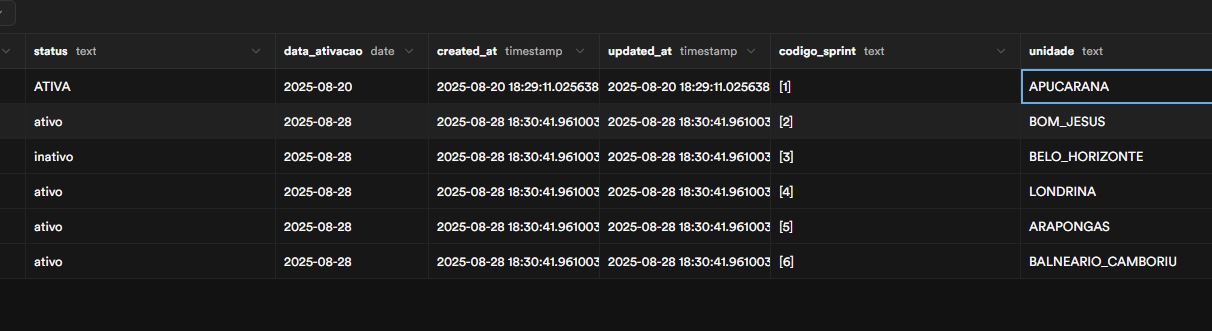 status text data_ativacao date created_at timestamp updated_at timestamp codigo_sprint text unidade text
ATIVA 2025-08-20 2025-08-20 18:29:11.025638 2025-08-20 18:29:11.025638 [1] APUCARANA
ativo 2025-08-28 2025-08-28 18:30:41.961003 2025-08-28 18:30:41.961003 [2] BOM_JESUS
inativo 2025-08-28 2025-08-28 18:30:41.961003 2025-08-28 18:30:41.961003 [3] BELO_HORIZONTE
ativo 2025-08-28 2025-08-28 18:30:41.961003 2025-08-28 18:30:41.961003 [4] LONDRINA
ativo 2025-08-28 2025-08-28 18:30:41.961003 2025-08-28 18:30:41.961003 [5] ARAPONGAS
ativo 2025-08-28 2025-08-28 18:30:41.961003 2025-08-28 18:30:41.961003 [6] BALNEARIO_CAMBORIU